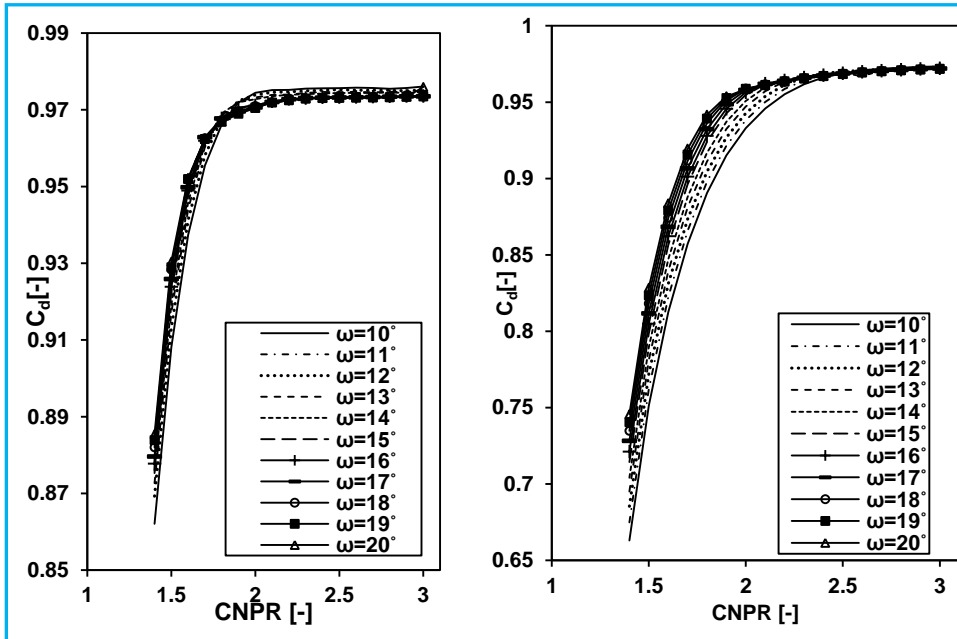 0.99
0.97
0.95
0.93
0.91
0.89
0.87
0.85
C_d[-]
ω=10°
ω=11°
ω=12°
ω=13°
ω=14°
ω=15°
ω=16°
ω=17°
ω=18°
ω=19°
ω=20°
1 1.5 2 2.5 3
CNPR [-]
1
0.95
0.9
0.85
0.8
0.75
0.7
0.65
C_d[-]
ω=10°
ω=11°
ω=12°
ω=13°
ω=14°
ω=15°
ω=16°
ω=17°
ω=18°
ω=19°
ω=20°
1 1.5 2 2.5 3
CNPR [-]